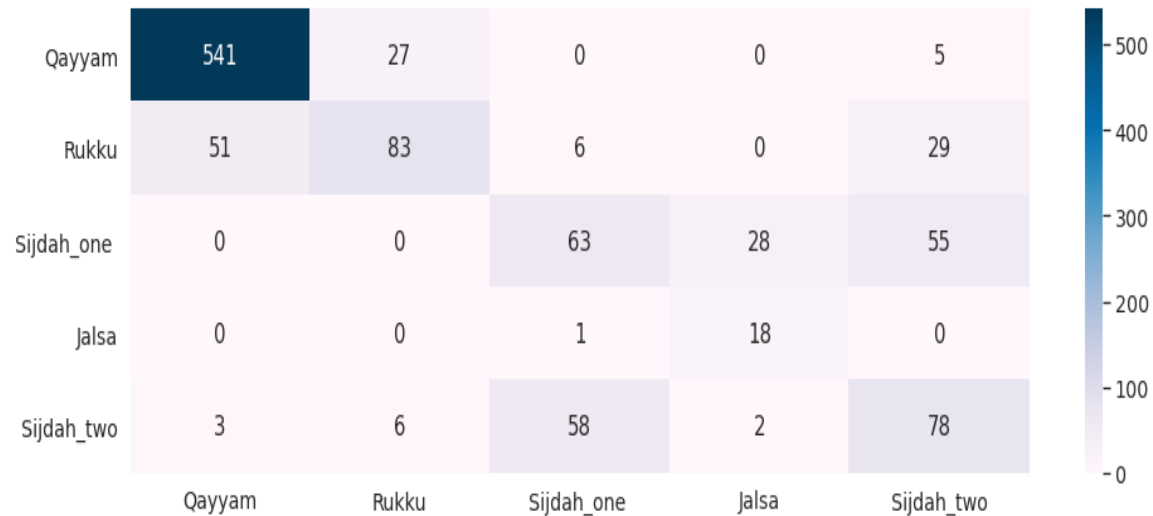 Qayyam 541 27 0 0 5
Rukku 51 83 6 0 29
Sijdah_one 0 0 63 28 55
Jalsa 0 0 1 18 0
Sijdah_two 3 6 58 2 78
Qayyam Rukku Sijdah_one Jalsa Sijdah_two
500
400
300
200
100
0